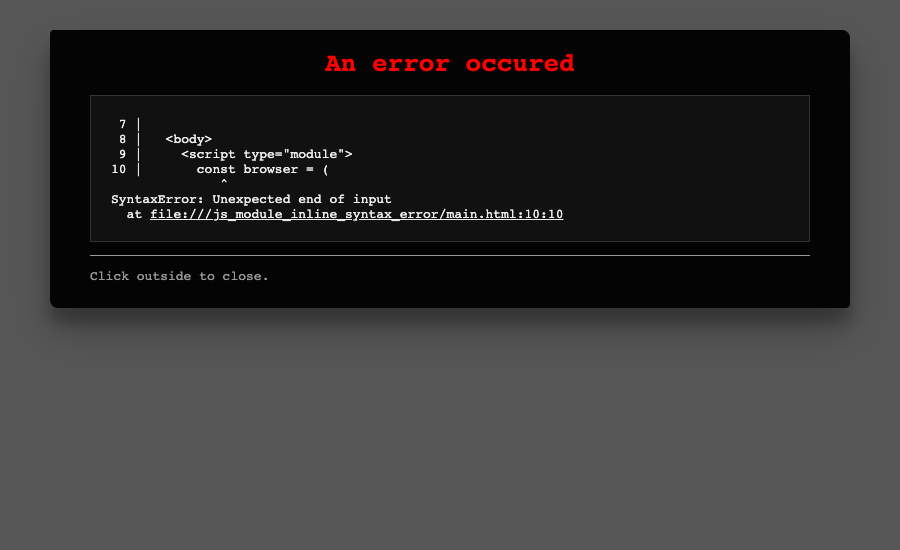 An error occured
 7 |
 8 |   <body>
 9 |     <script type="module">
10 |       const browser = (
              ^
SyntaxError: Unexpected end of input
  at file:///js_module_inline_syntax_error/main.html:10:10
Click outside to close.